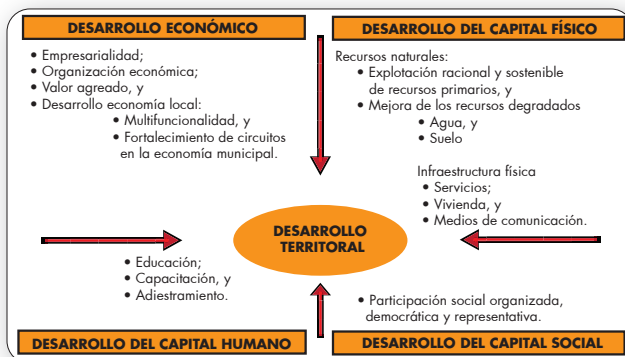 DESARROLLO ECONÓMICO
• Empresarialidad;
• Organización económica;
• Valor agreado, y
• Desarrollo economía local:
• Multifuncionalidad, y
• Fortalecimiento de circuitos
en la economía municipal.
DESARROLLO DEL CAPITAL FÍSICO
Recursos naturales:
• Explotación racional y sostenible
de recursos primarios, y
• Mejora de los recursos degradados
• Agua, y
• Suelo
Infraestructura física
• Servicios;
• Vivienda, y
• Medios de comunicación.
DESARROLLO
TERRITORAL
• Educación;
• Capacitación, y
• Adiestramiento.
DESARROLLO DEL CAPITAL HUMANO
• Participación social organizada,
democrática y representativa.
DESARROLLO DEL CAPITAL SOCIAL